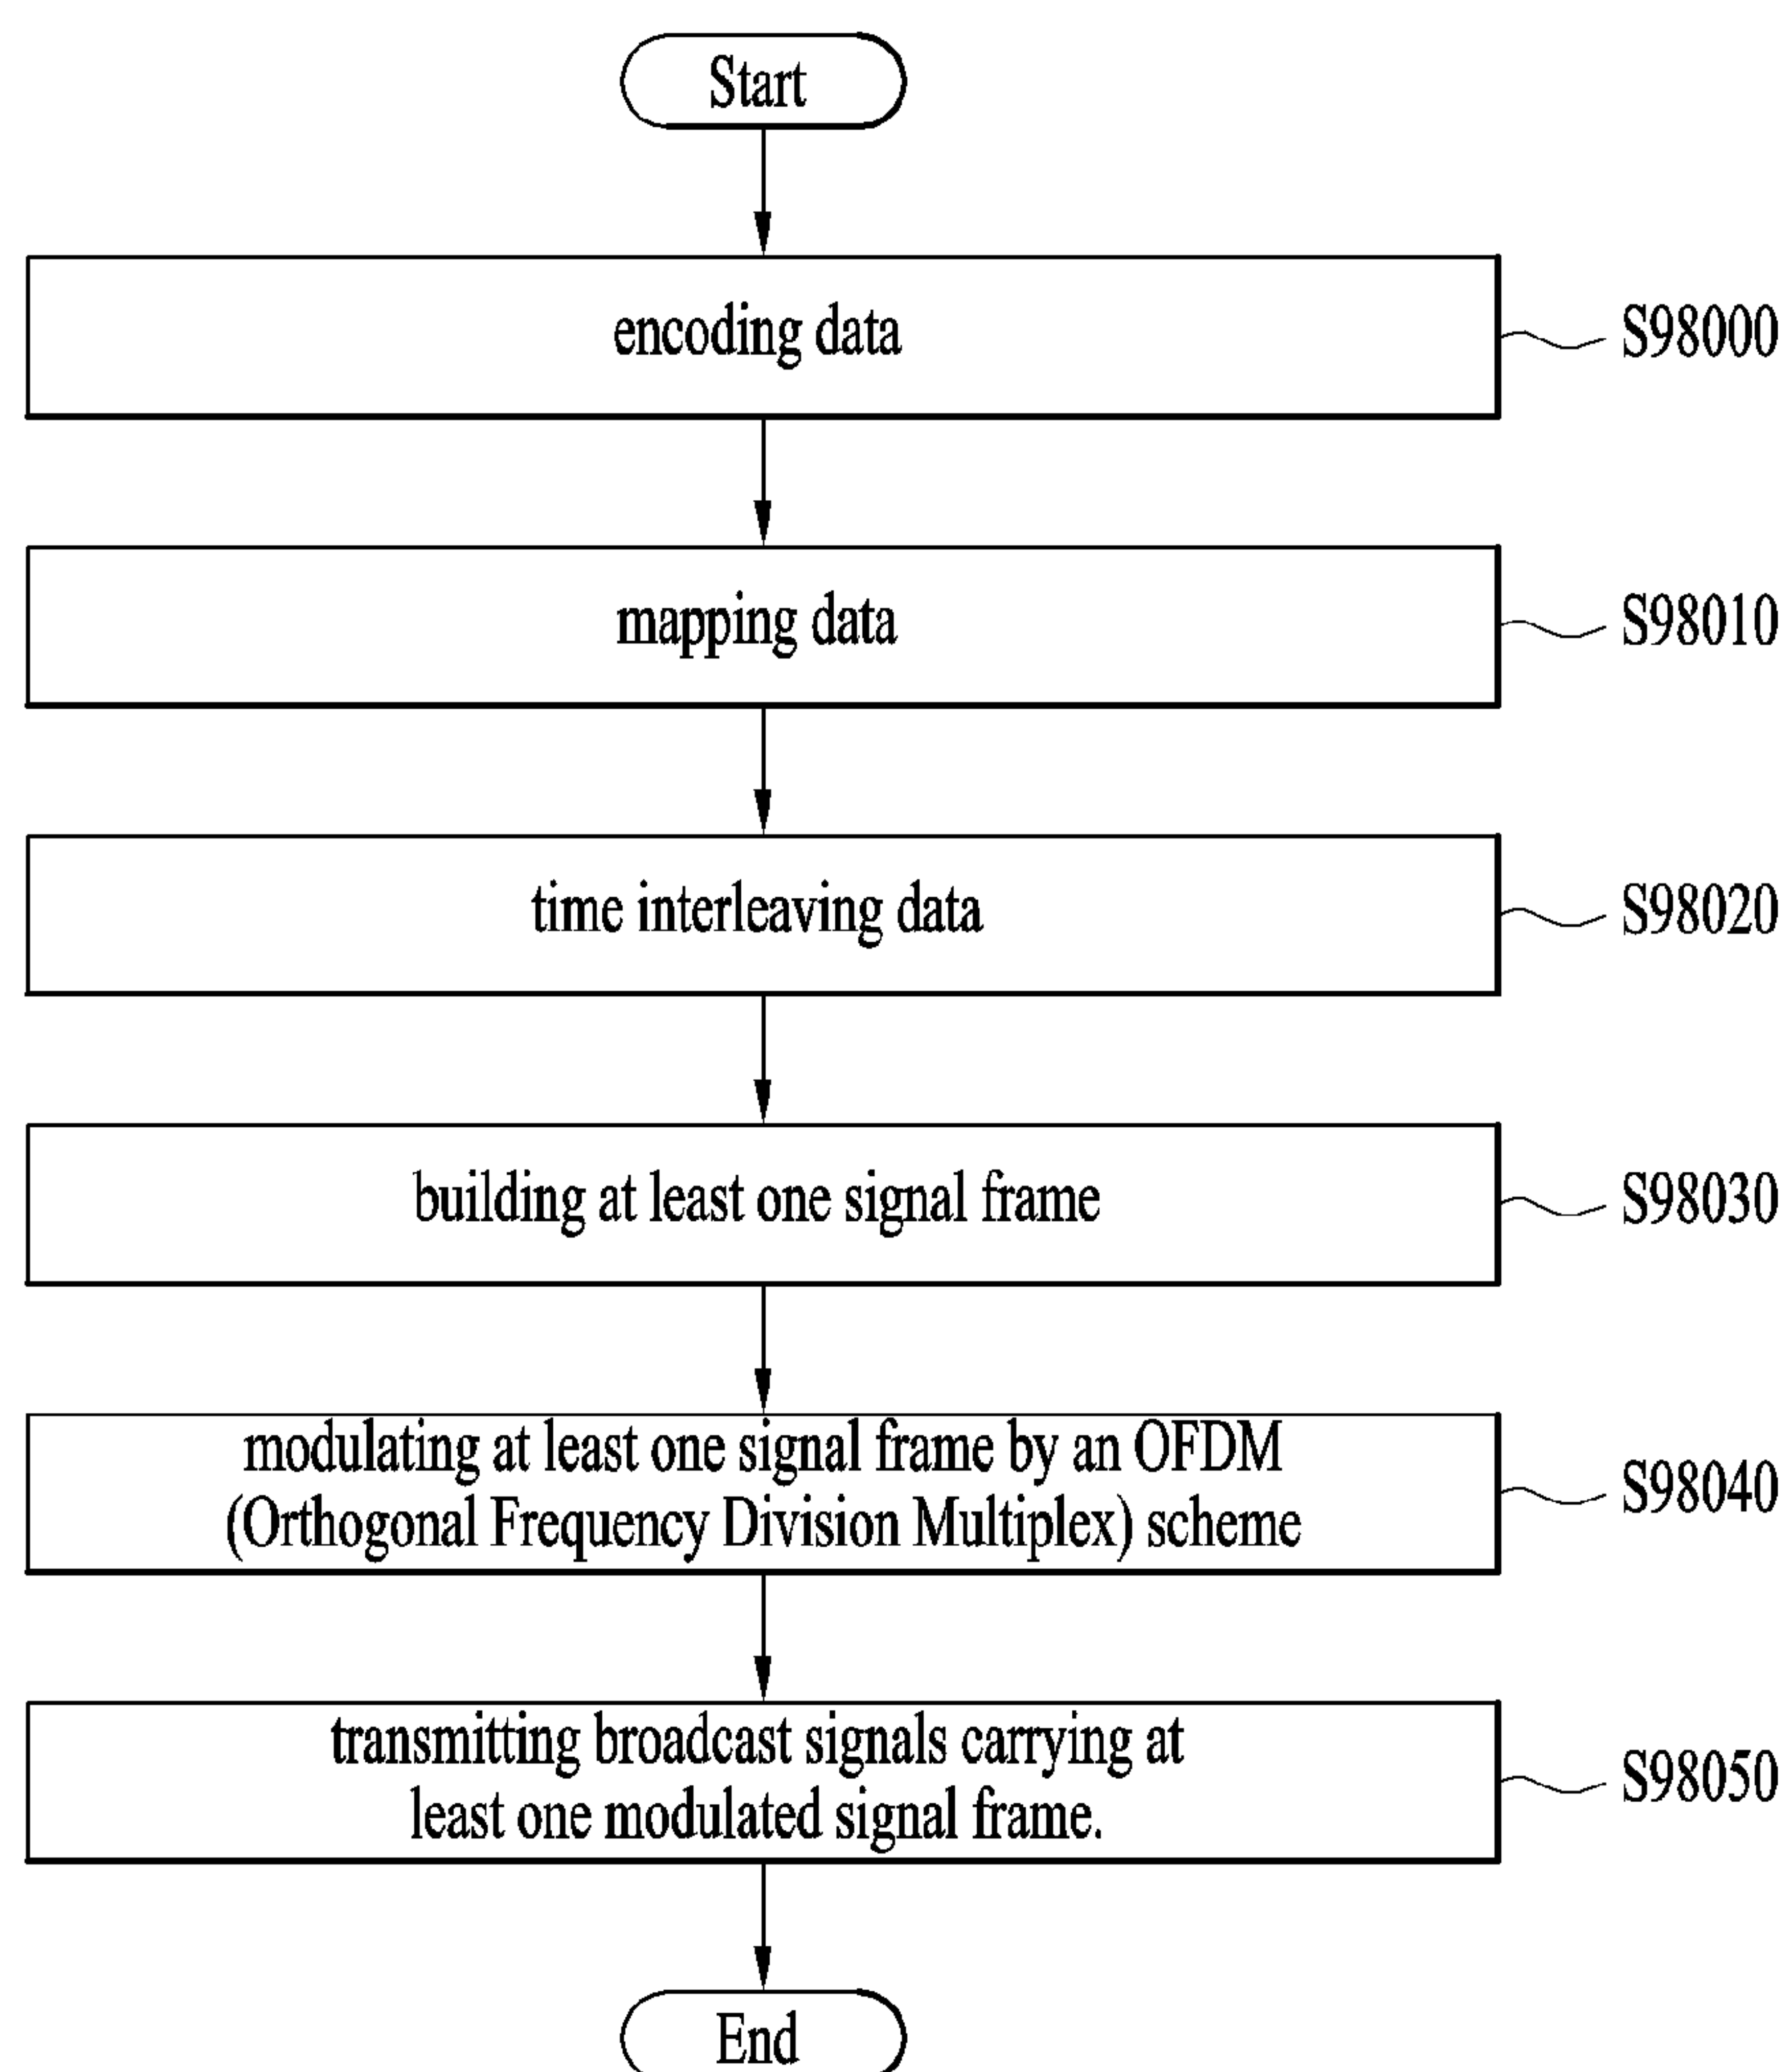 Start
encoding data
S98000
mapping data
S98010
time interleaving data
S98020
building at least one signal frame
S98030
modulating at least one signal frame by an OFDM
(Orthogonal Frequency Division Multiplex) scheme
S98040
transmitting broadcast signals carrying at
least one modulated signal frame.
S98050
End